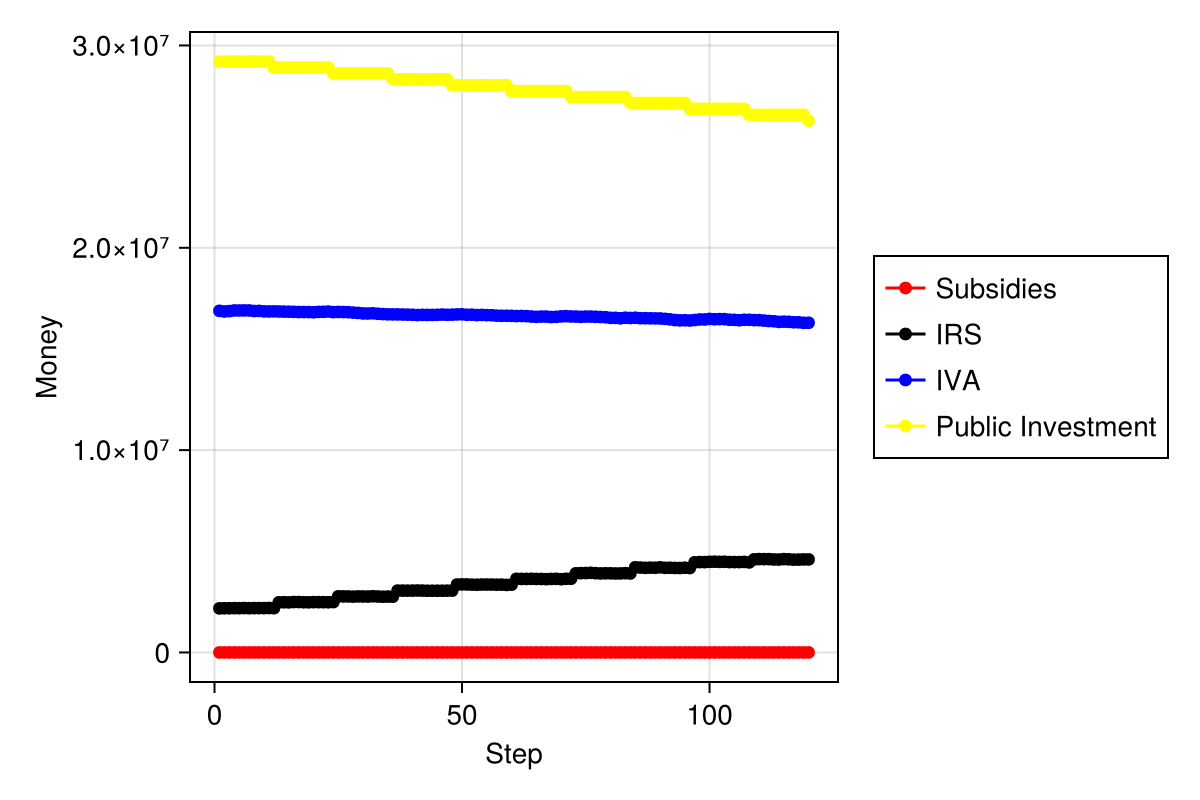 3.0×10⁷
2.0×10⁷
1.0×10⁷
0
Money
0
50
100
Step
Subsidies
IRS
IVA
Public Investment